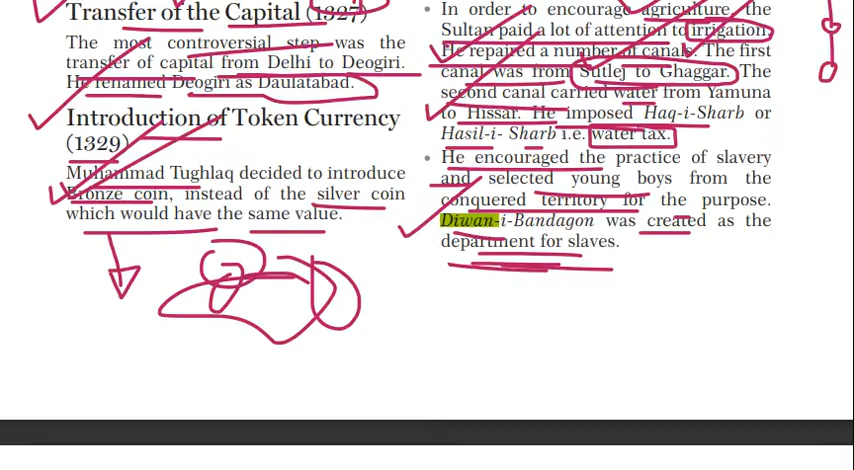 Transfer of the Capital (1327)
The most controversial step was the
transfer of capital from Delhi to Deogiri.
He renamed Deogiri as Daulatabad.
Introduction of Token Currency
(1329)
Muhammad Tughlaq decided to introduce
Bronze coin, instead of the silver coin
which would have the same value.
• In order to encourage agriculture, the
Sultan paid a lot of attention to irrigation.
He repaired a number of canals. The first
canal was from Sutlej to Ghaggar. The
second canal carried water from Yamuna
to Hissar. He imposed Haq-i-Sharb or
Hasil-i- Sharb i.e. water tax.
• He encouraged the practice of slavery
and selected young boys from the
conquered territory for the purpose.
Diwan-i-Bandagon was created as the
department for slaves.